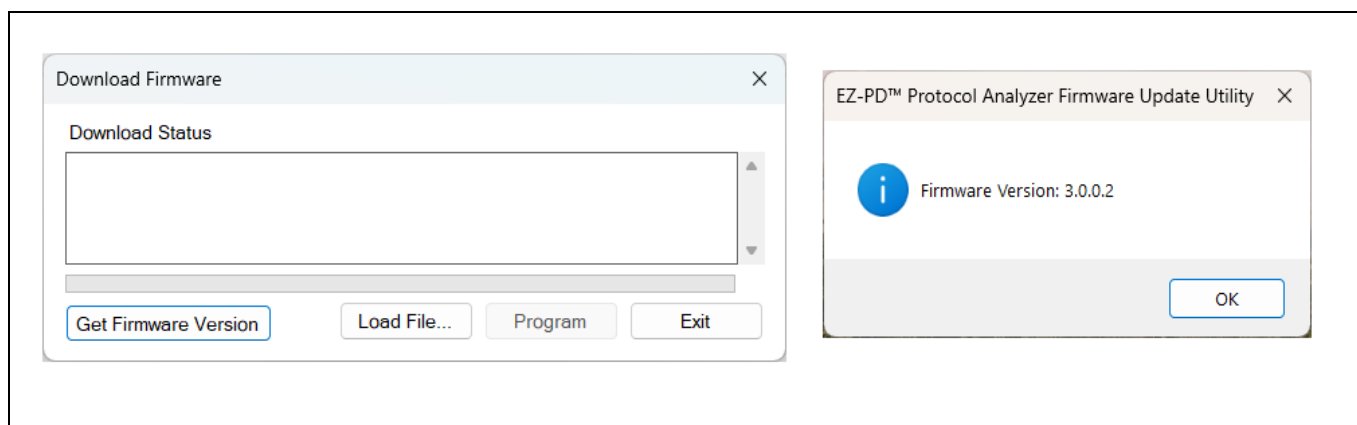 Download Firmware
Download Status
Get Firmware Version
Load File...
Program
Exit
EZ-PD™ Protocol Analyzer Firmware Update Utility
Firmware Version: 3.0.0.2
OK